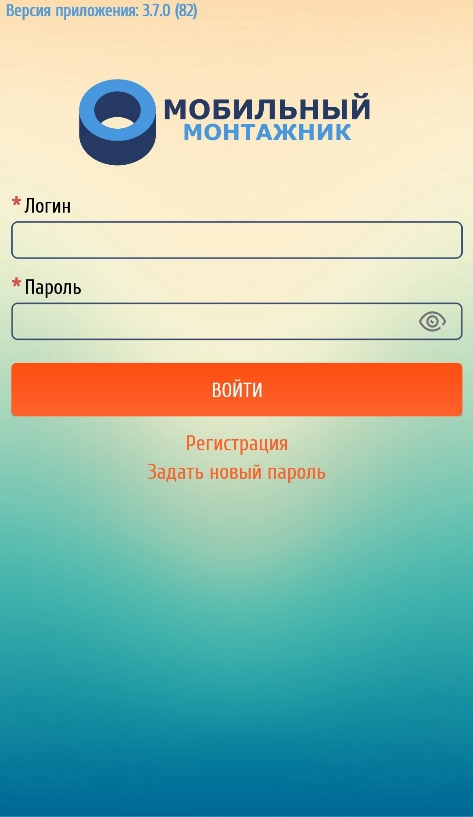 Версия приложения: 3.7.0 (82)
МОБИЛЬНЫЙ
МОНТАЖНИК
* Логин
* Пароль
ВОЙТИ
Регистрация
Задать новый пароль